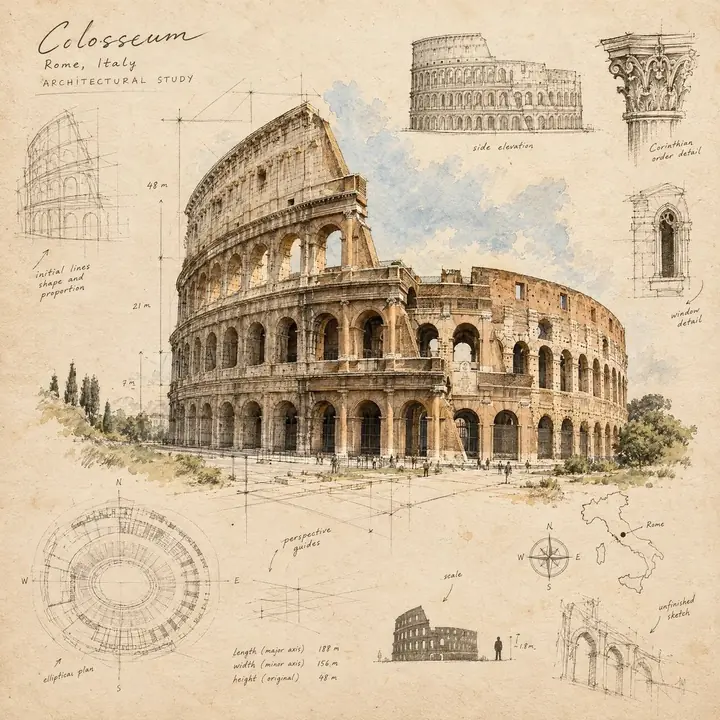 Colosseum
Rome, Italy
ARCHITECTURAL STUDY
side elevation
Corinthian
order detail
48 m
initial lines
shape and
proportion
21 m
window
detail
7 m
N
W
E
S
elliptical plan
perspective
guides
length (major axis) 188 m
width (minor axis) 156 m
height (original) 48 m
scale
1.8m
N
W
E
S
Rome
unfinished
sketch